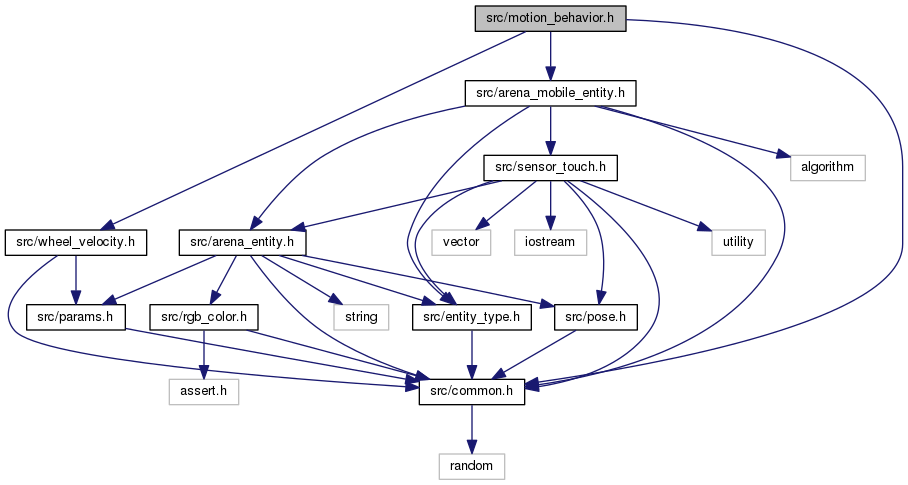 src/motion_behavior.h
src/arena_mobile_entity.h
src/sensor_touch.h
algorithm
src/wheel_velocity.h
src/arena_entity.h
vector
iostream
utility
src/params.h
src/rgb_color.h
string
src/entity_type.h
src/pose.h
assert.h
src/common.h
random